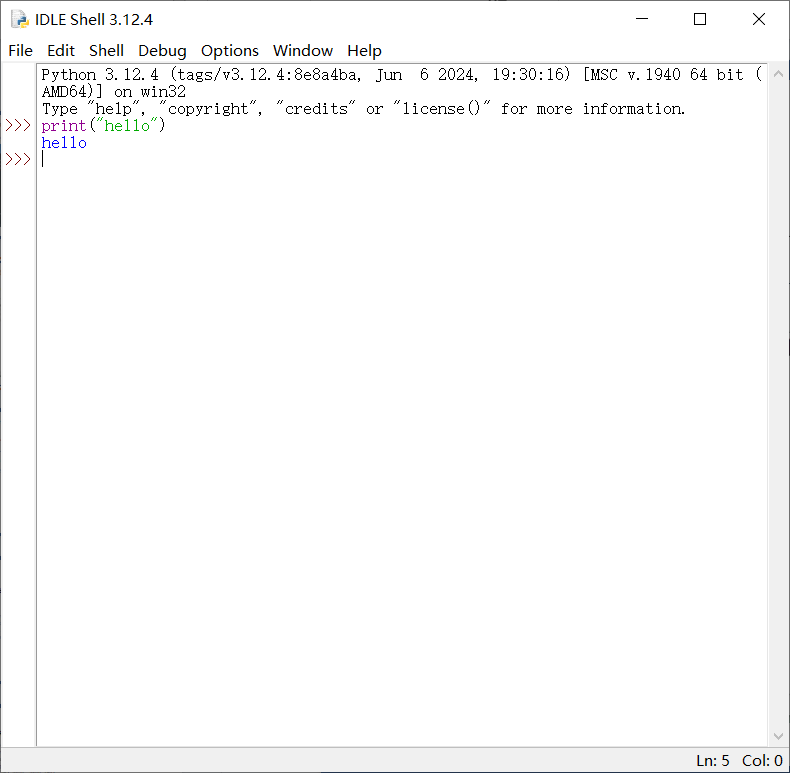 IDLE Shell 3.12.4
File Edit Shell Debug Options Window Help
Python 3.12.4 (tags/v3.12.4:8e8a4ba, Jun  6 2024, 19:30:16) [MSC v.1940 64 bit (
AMD64)] on win32
Type "help", "copyright", "credits" or "license()" for more information.
>>> print("hello")
hello
>>>
Ln: 5 Col: 0